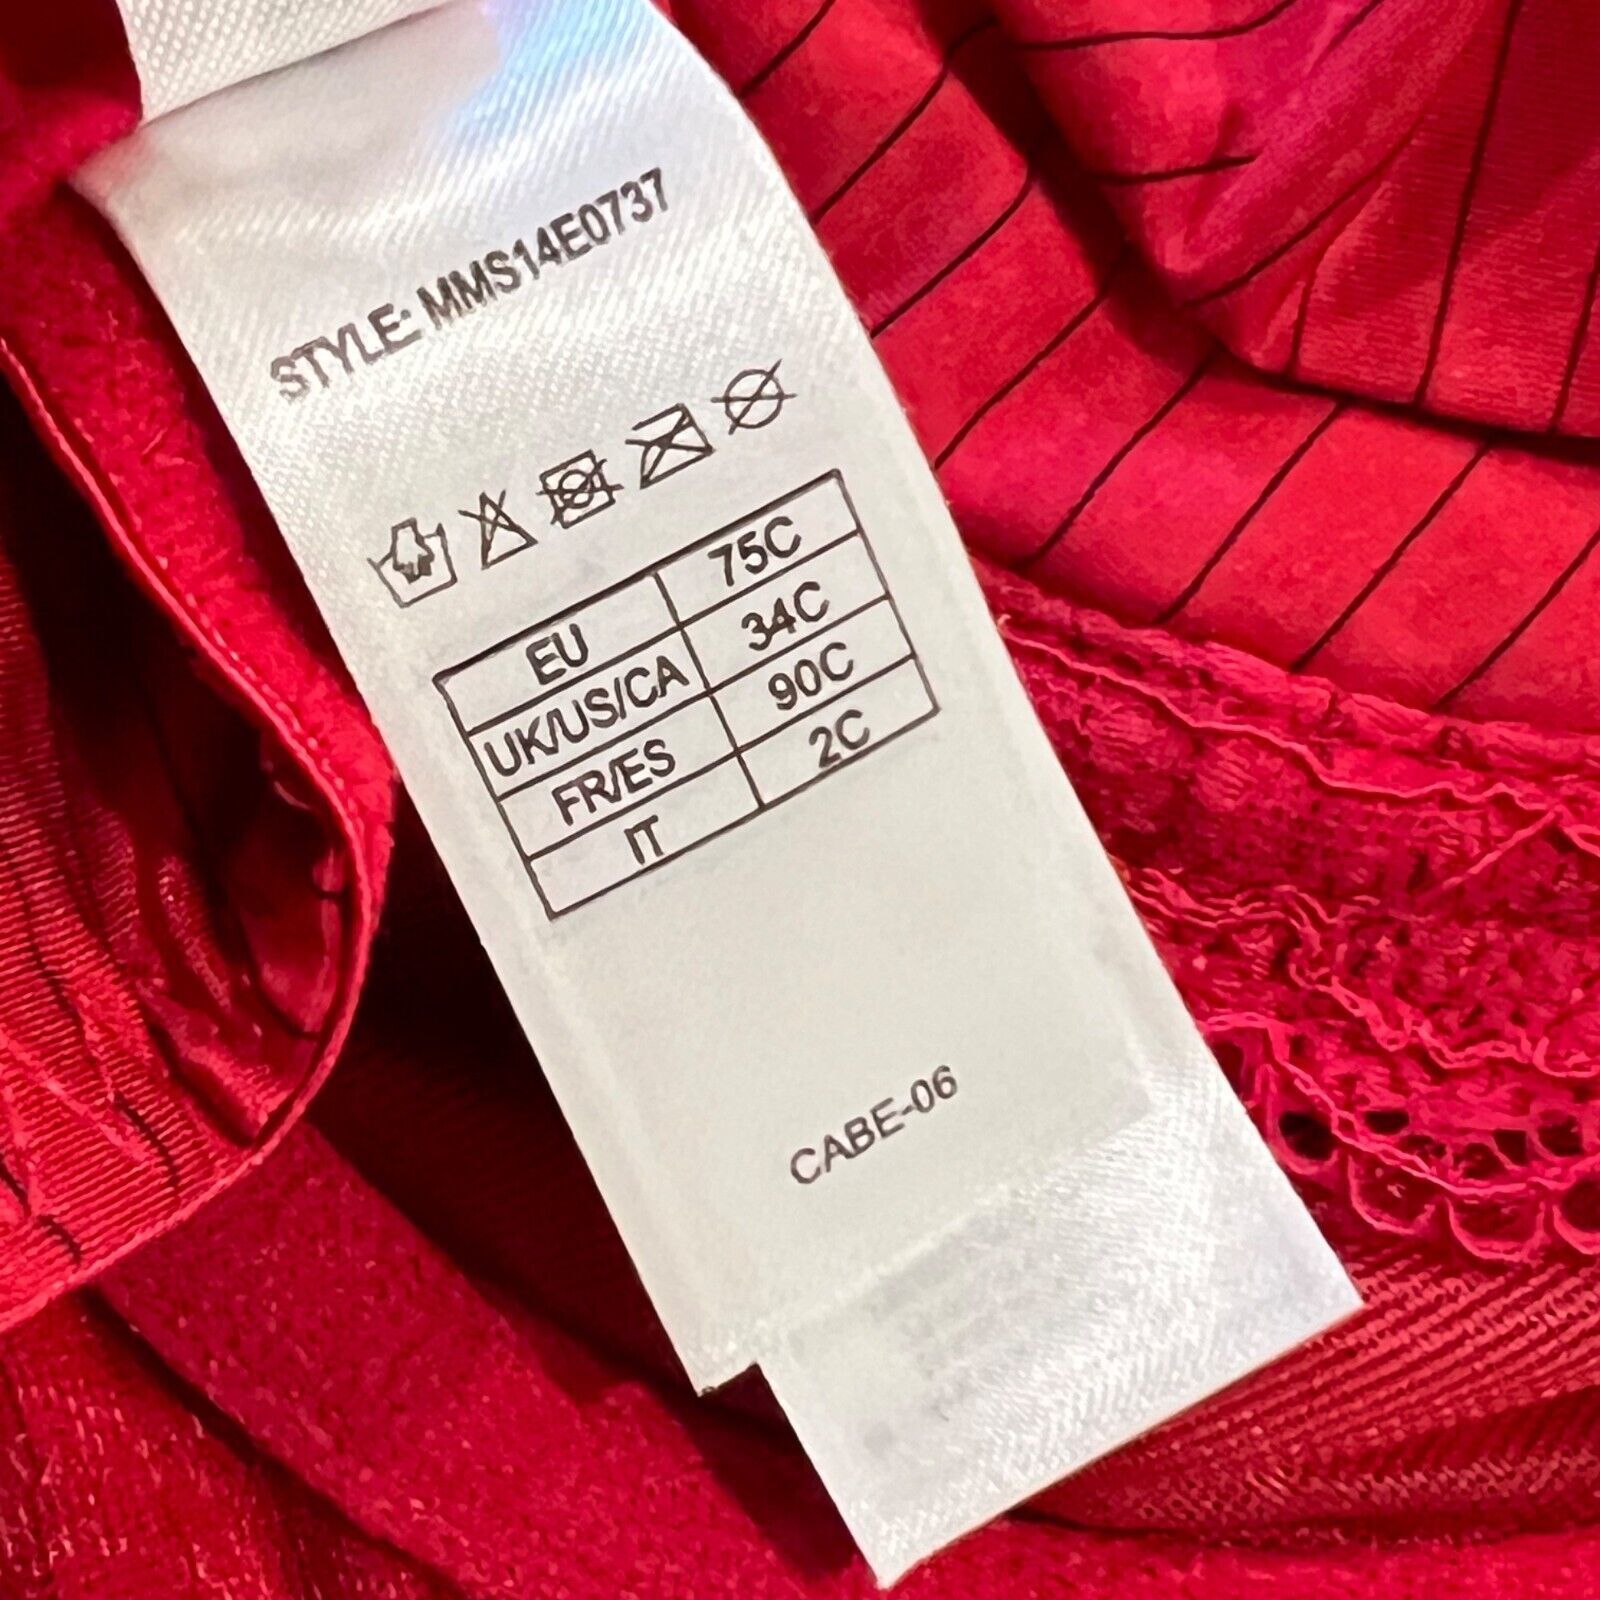 STYLE: MMS14E0737
EU 75C
UK/US/CA 34C
FR/ES 90C
IT 2C
CABE-06